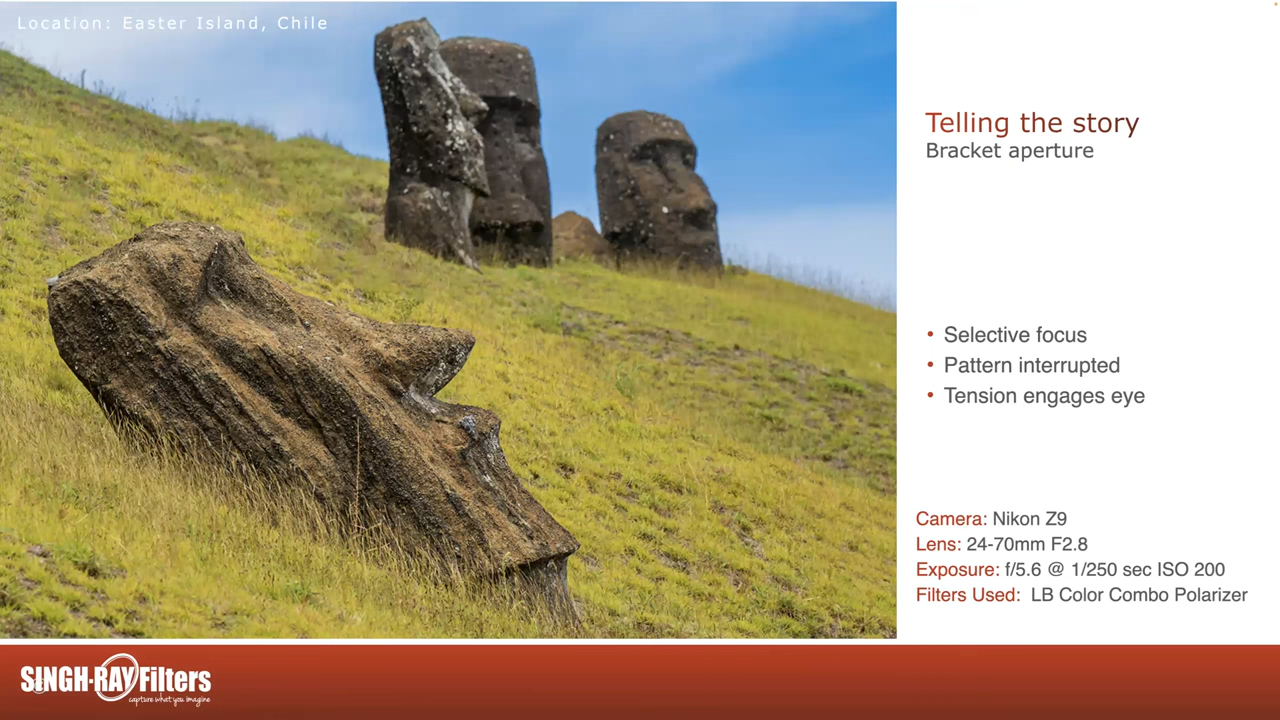 Location: Easter Island, Chile
Telling the story
Bracket aperture
• Selective focus
• Pattern interrupted
• Tension engages eye
Camera: Nikon Z9
Lens: 24-70mm F2.8
Exposure: f/5.6 @ 1/250 sec ISO 200
Filters Used: LB Color Combo Polarizer
SINGH-RAY Filters
capture what you imagine